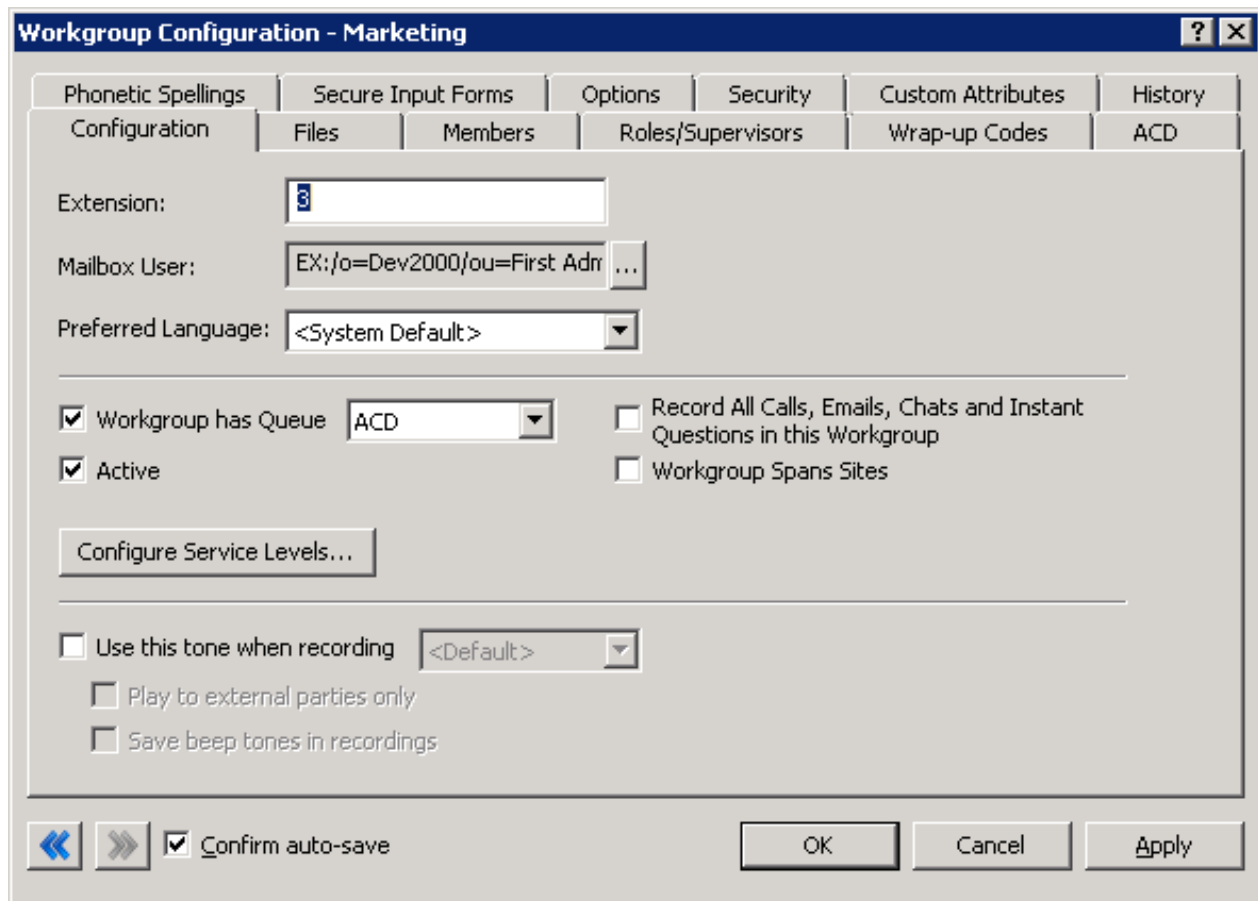 Workgroup Configuration - Marketing
Phonetic Spellings Secure Input Forms Options Security Custom Attributes History
Configuration Files Members Roles/Supervisors Wrap-up Codes ACD
Extension: 3
Mailbox User: EX:/o=Dev2000/ou=First Adm ...
Preferred Language: <System Default>
Workgroup has Queue ACD
Record All Calls, Emails, Chats and Instant
Questions in this Workgroup
Active
Workgroup Spans Sites
Configure Service Levels...
Use this tone when recording <Default>
Play to external parties only
Save beep tones in recordings
Confirm auto-save OK Cancel Apply